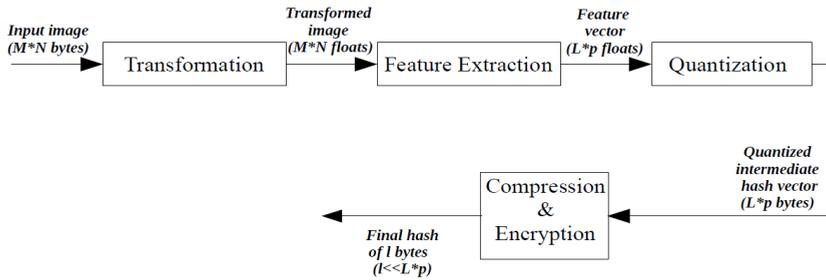 Input image
(M*N bytes)
Transformation
Transformed
image
(M*N floats)
Feature Extraction
Feature
vector
(L*p floats)
Quantization
Quantized
intermediate
hash vector
(L*p bytes)
Compression
&
Encryption
Final hash
of l bytes
(l<<L*p)